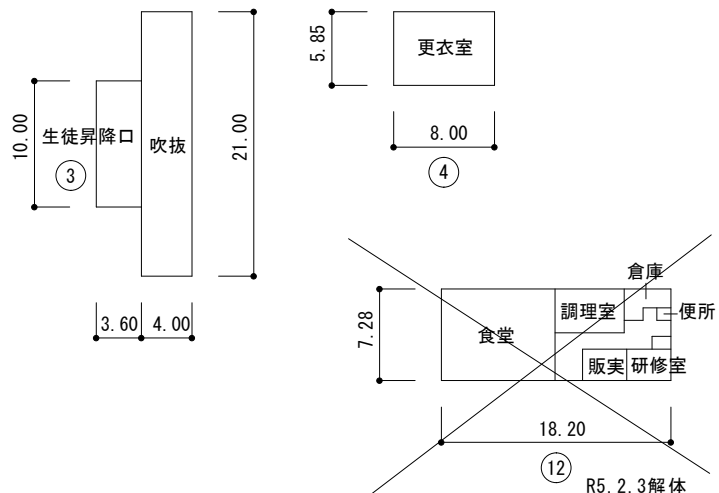 5.85
更衣室
8.00
④
10.00
生徒昇降口
③
吹抜
21.00
3.60
4.00
倉庫
調理室
便所
7.28
食堂
販実
研修室
18.20
⑫
R5.2.3解体